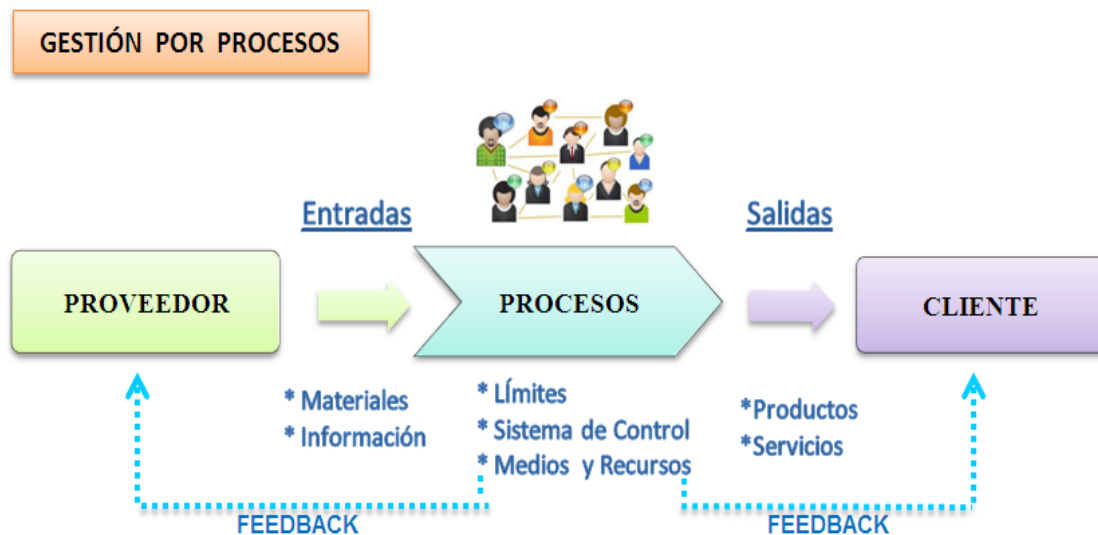 GESTIÓN POR PROCESOS
Entradas
Salidas
PROVEEDOR
PROCESOS
CLIENTE
* Materiales
* Información
* LÍmites
* Sistema de Control
* Medios y Recursos
*Productos
*Servicios
FEEDBACK
FEEDBACK